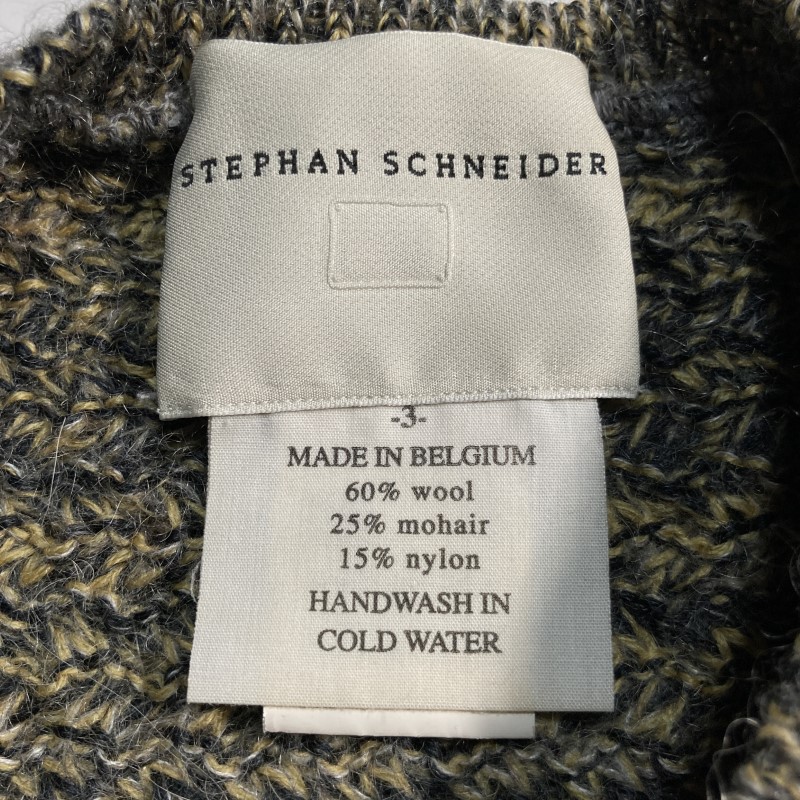 STEPHAN SCHNEIDER
-3-
MADE IN BELGIUM
60% wool
25% mohair
15% nylon
HANDWASH IN
COLD WATER